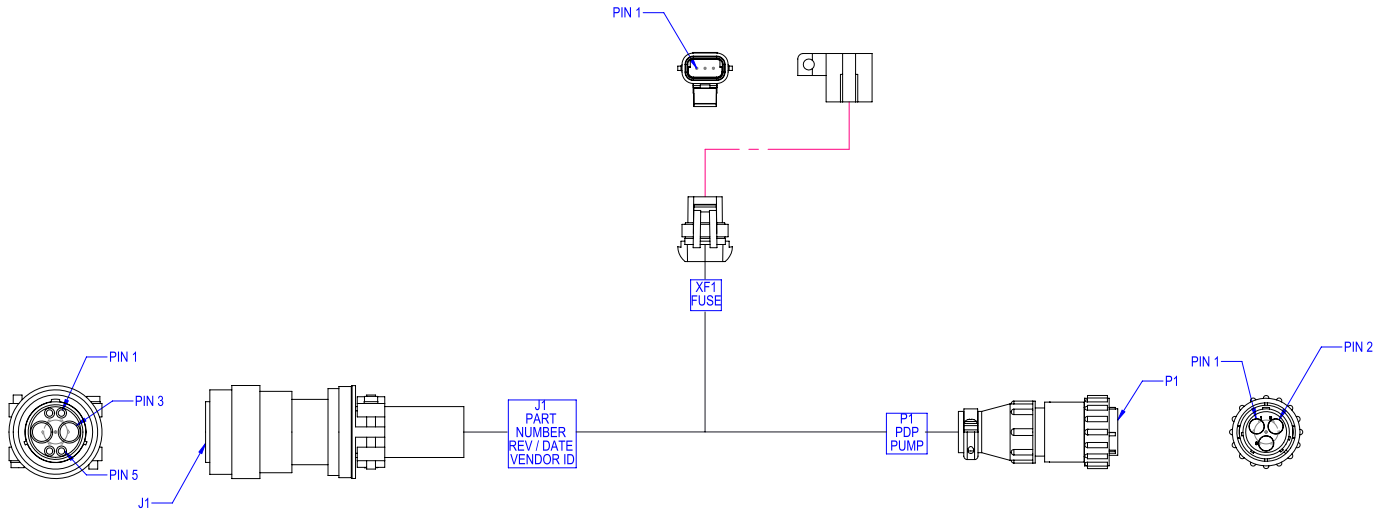 PIN 1
XF1
FUSE
PIN 1
PIN 3
PIN 5
J1
J1
PART
NUMBER
REV / DATE
VENDOR ID
P1
PDP
PUMP
P1
PIN 1
PIN 2